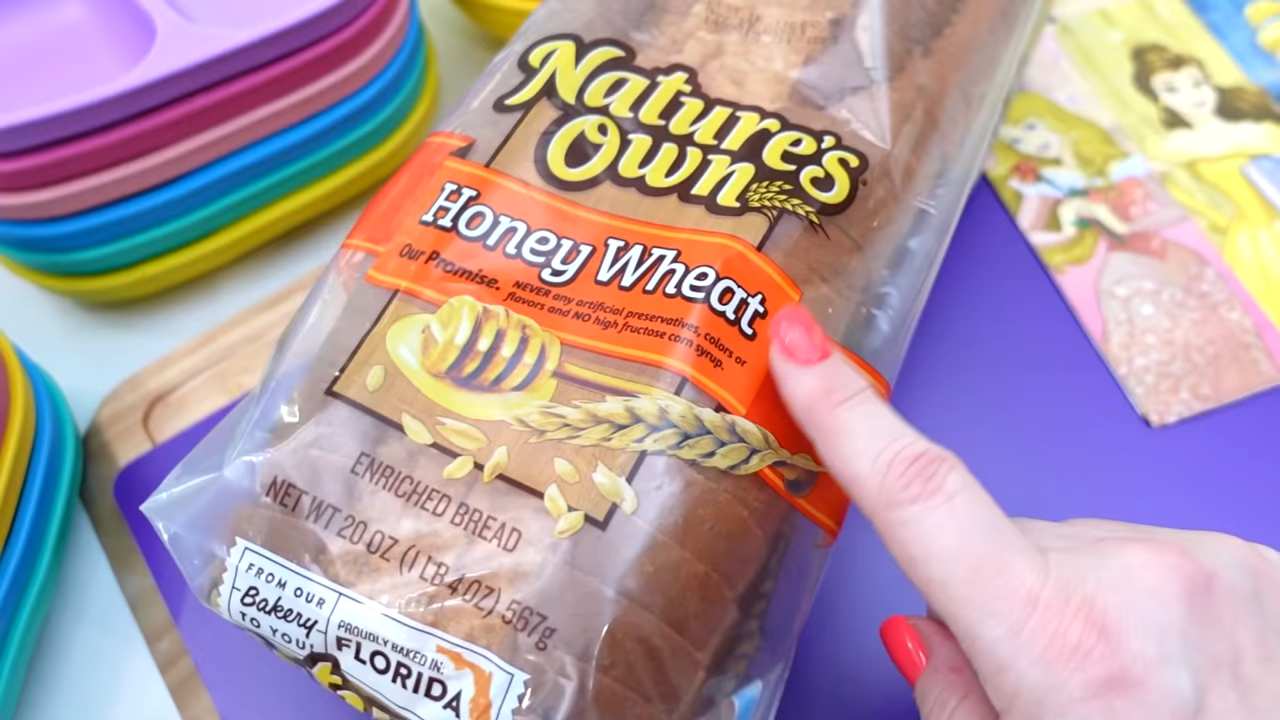 Nature's
Own
Honey Wheat
Our Promise.
NEVER any artificial preservatives, colors or
flavors and NO high fructose corn syrup.
ENRICHED BREAD
NET WT 20 OZ (1 LB 4 OZ) 567g
FROM OUR
Bakery
TO YOU!
PROUDLY BAKED IN:
FLORIDA